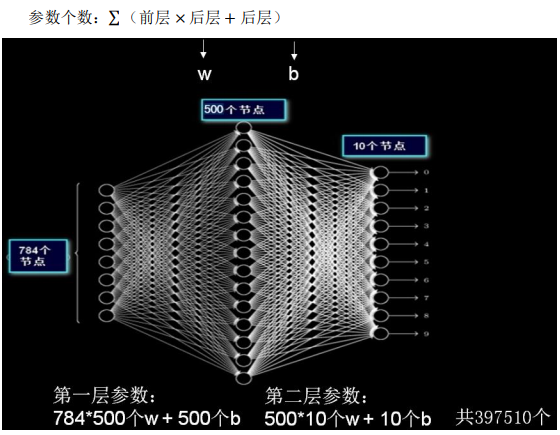 参数个数：∑（前层 × 后层 + 后层）
w
b
500个节点
10个节点
784个
节点
0
1
2
3
4
5
6
7
8
9
第一层参数：
784*500个w + 500个b
第二层参数：
500*10个w + 10个b
共397510个